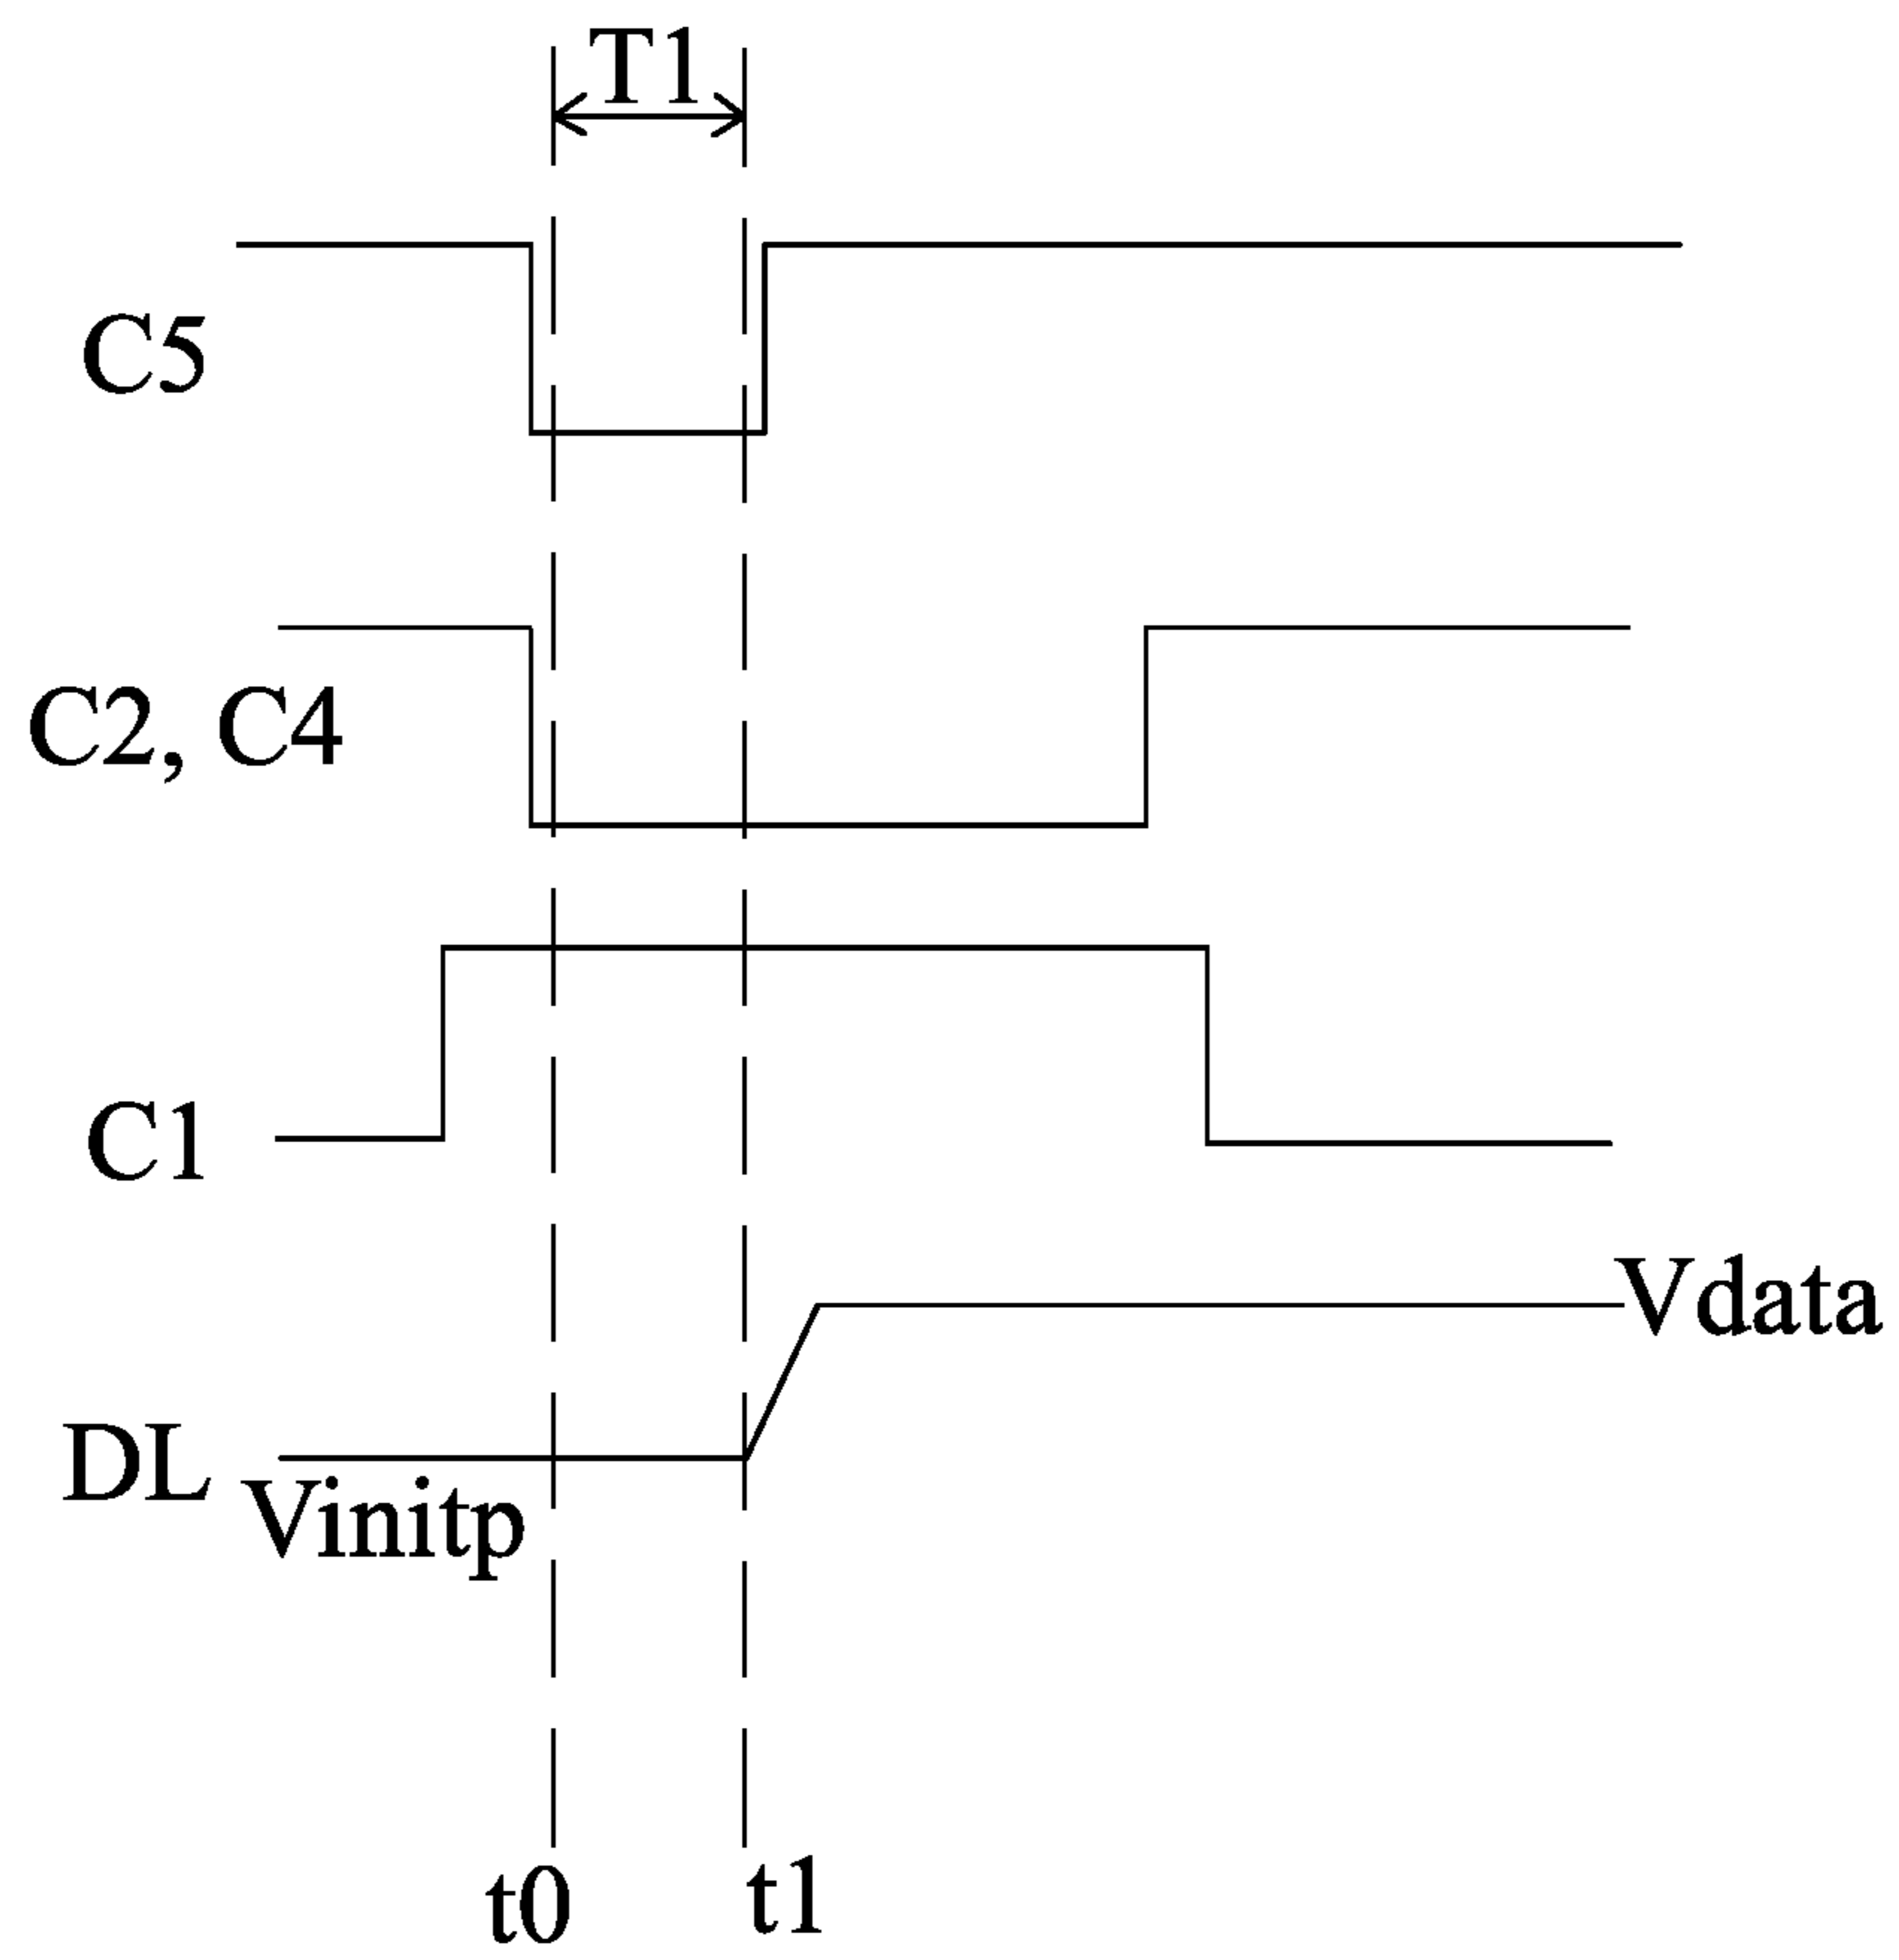 T1
C5
C2, C4
C1
Vdata
DL
Vinitp
t0
t1